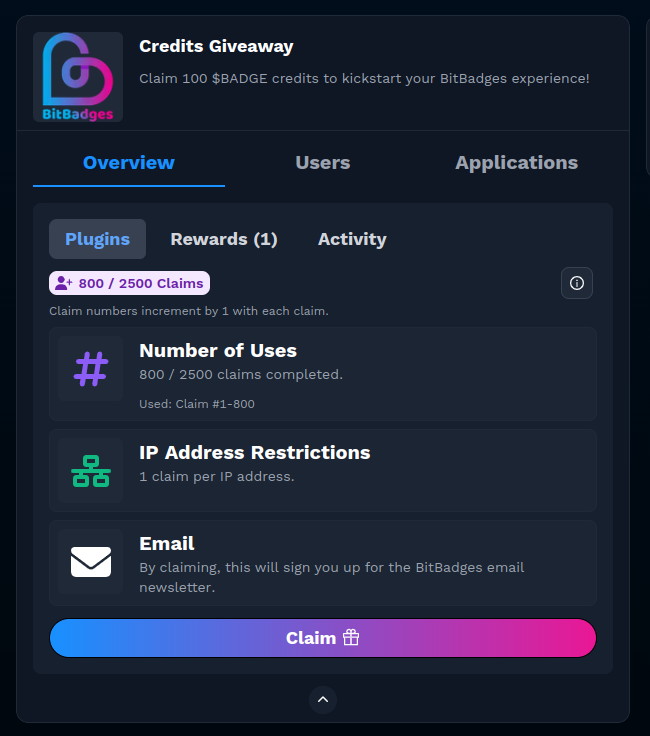 BitBadges
Credits Giveaway
Claim 100 $BADGE credits to kickstart your BitBadges experience!
Overview
Users
Applications
Plugins
Rewards (1)
Activity
800 / 2500 Claims
Claim numbers increment by 1 with each claim.
Number of Uses
800 / 2500 claims completed.
Used: Claim #1-800
IP Address Restrictions
1 claim per IP address.
Email
By claiming, this will sign you up for the BitBadges email
newsletter.
Claim